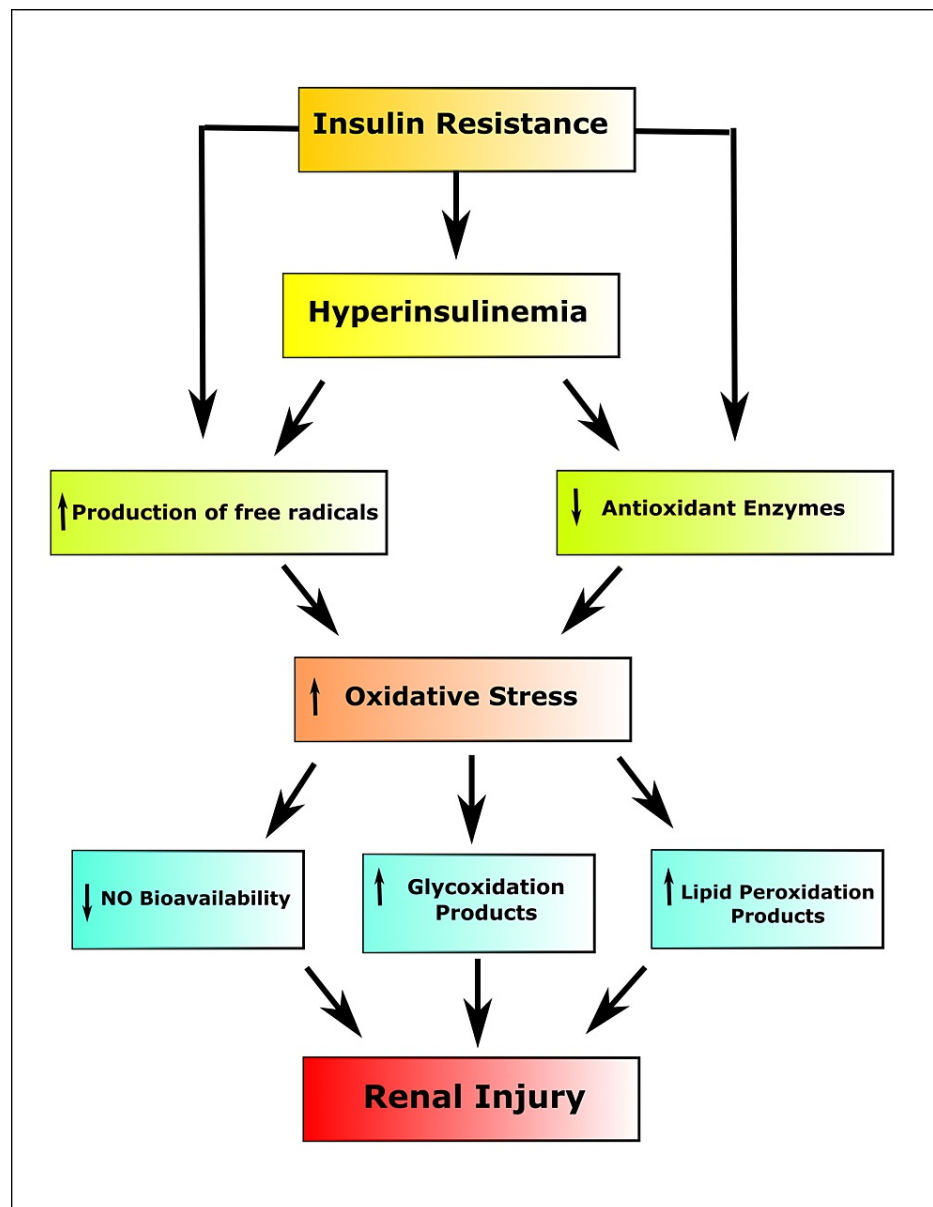 Insulin Resistance
Hyperinsulinemia
Production of free radicals
Antioxidant Enzymes
Oxidative Stress
NO Bioavailability
Glycoxidation
Products
Lipid Peroxidation
Products
Renal Injury